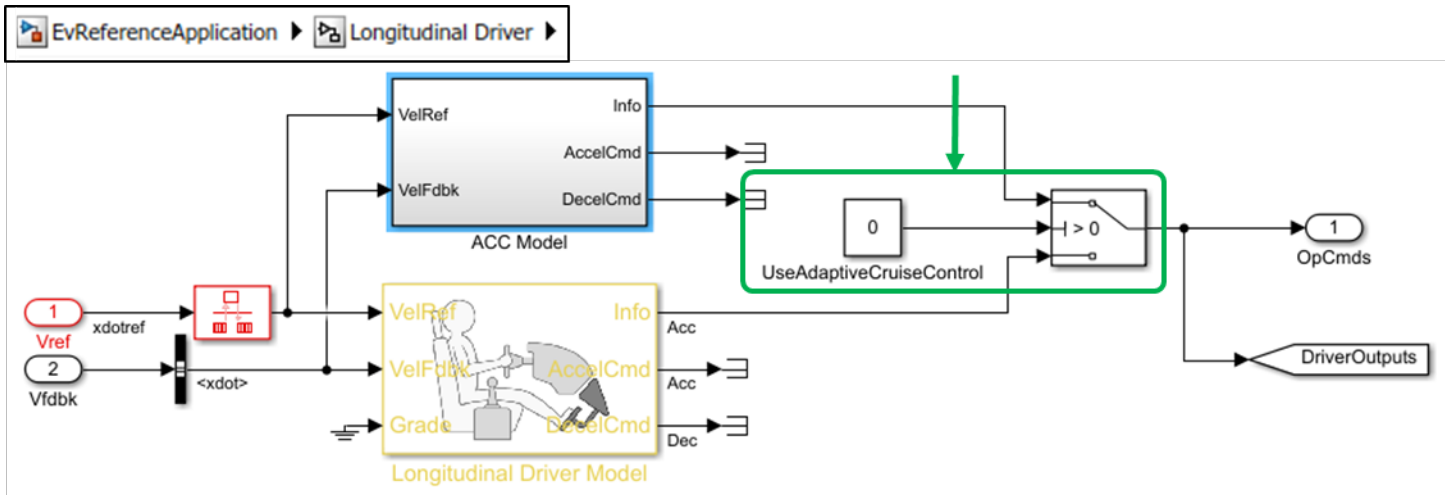 EvReferenceApplication Longitudinal Driver
VelRef
VelFdbk
Info
AccelCmd
DecelCmd
ACC Model
0
UseAdaptiveCruiseControl
> 0
1
OpCmds
DriverOutputs
1
Vref
xdotref
2
Vfdbk
<xdot>
VelRef
VelFdbk
Grade
Info
AccelCmd
DecelCmd
Acc
Acc
Dec
Longitudinal Driver Model